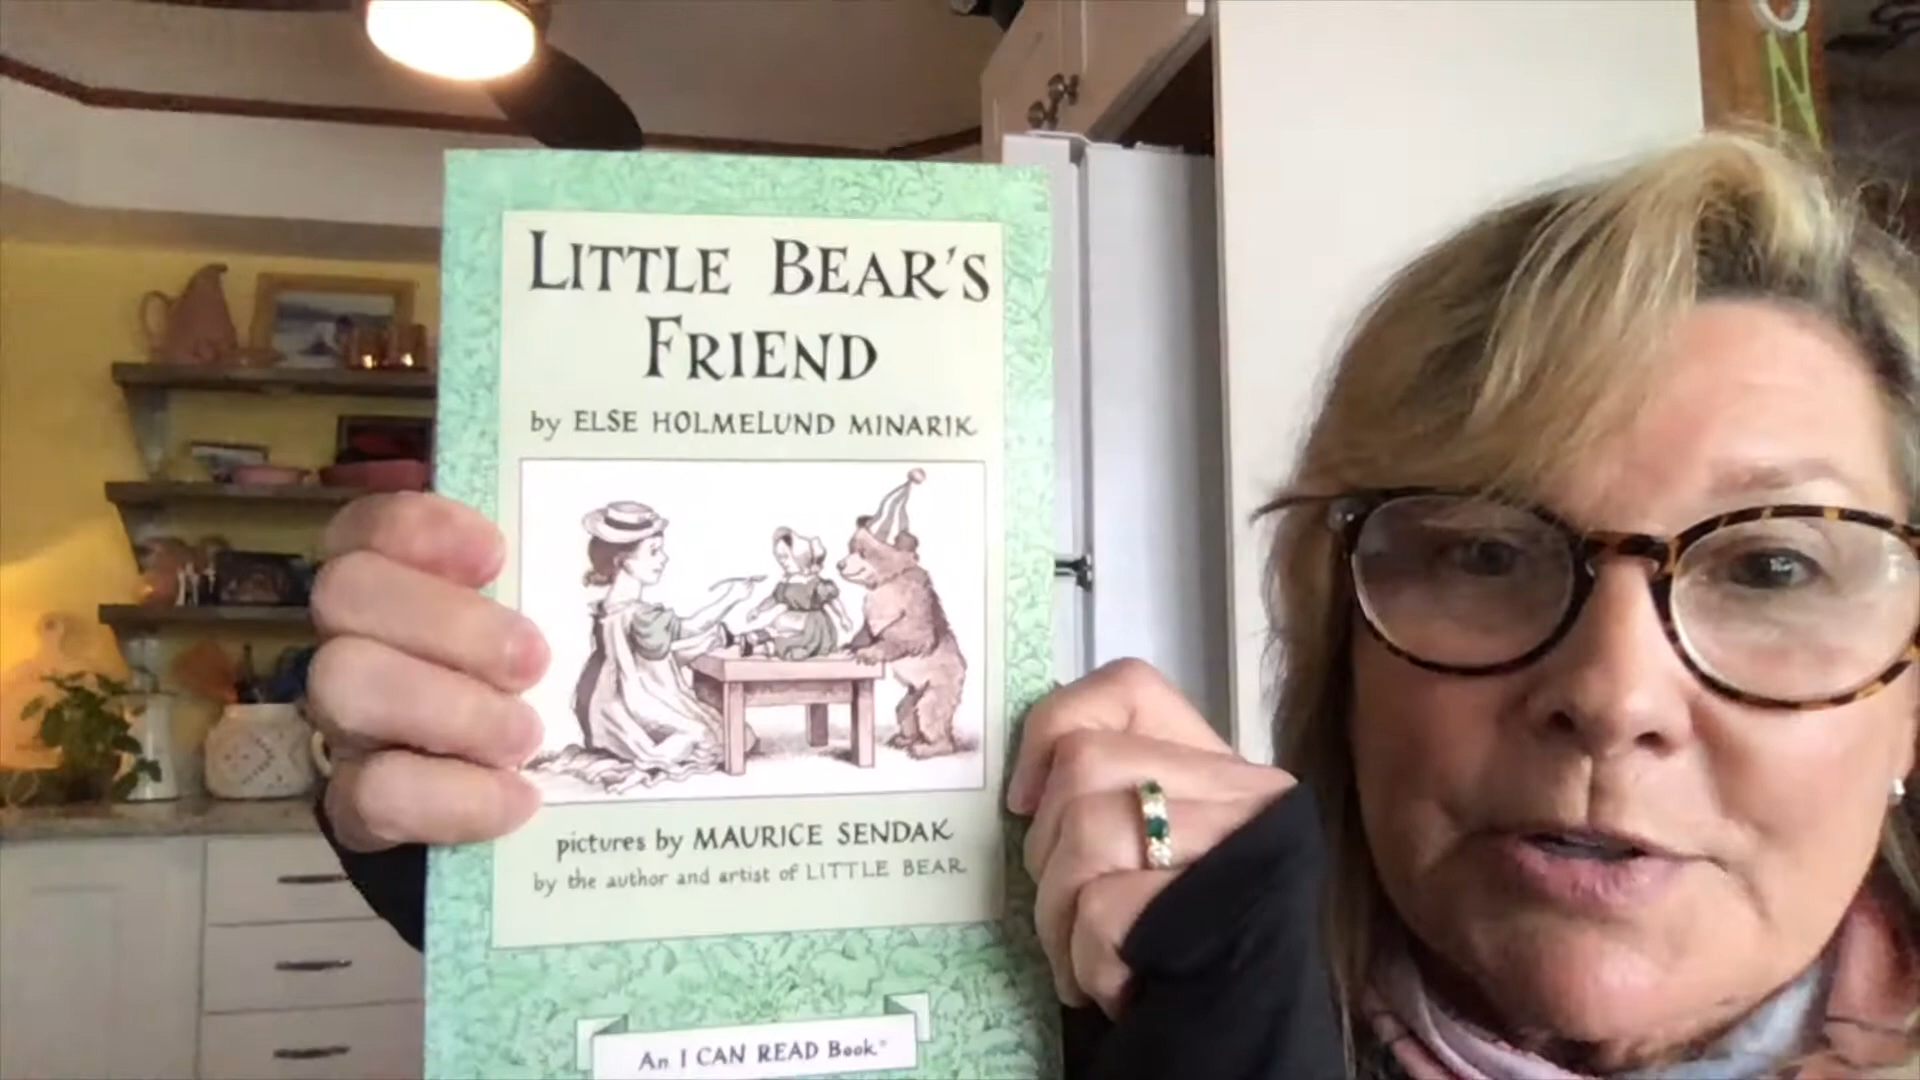 LITTLE BEAR'S
FRIEND
by ELSE HOLMELUND MINARIK
pictures by MAURICE SENDAK
by the author and artist of LITTLE BEAR
An I CAN READ Book®